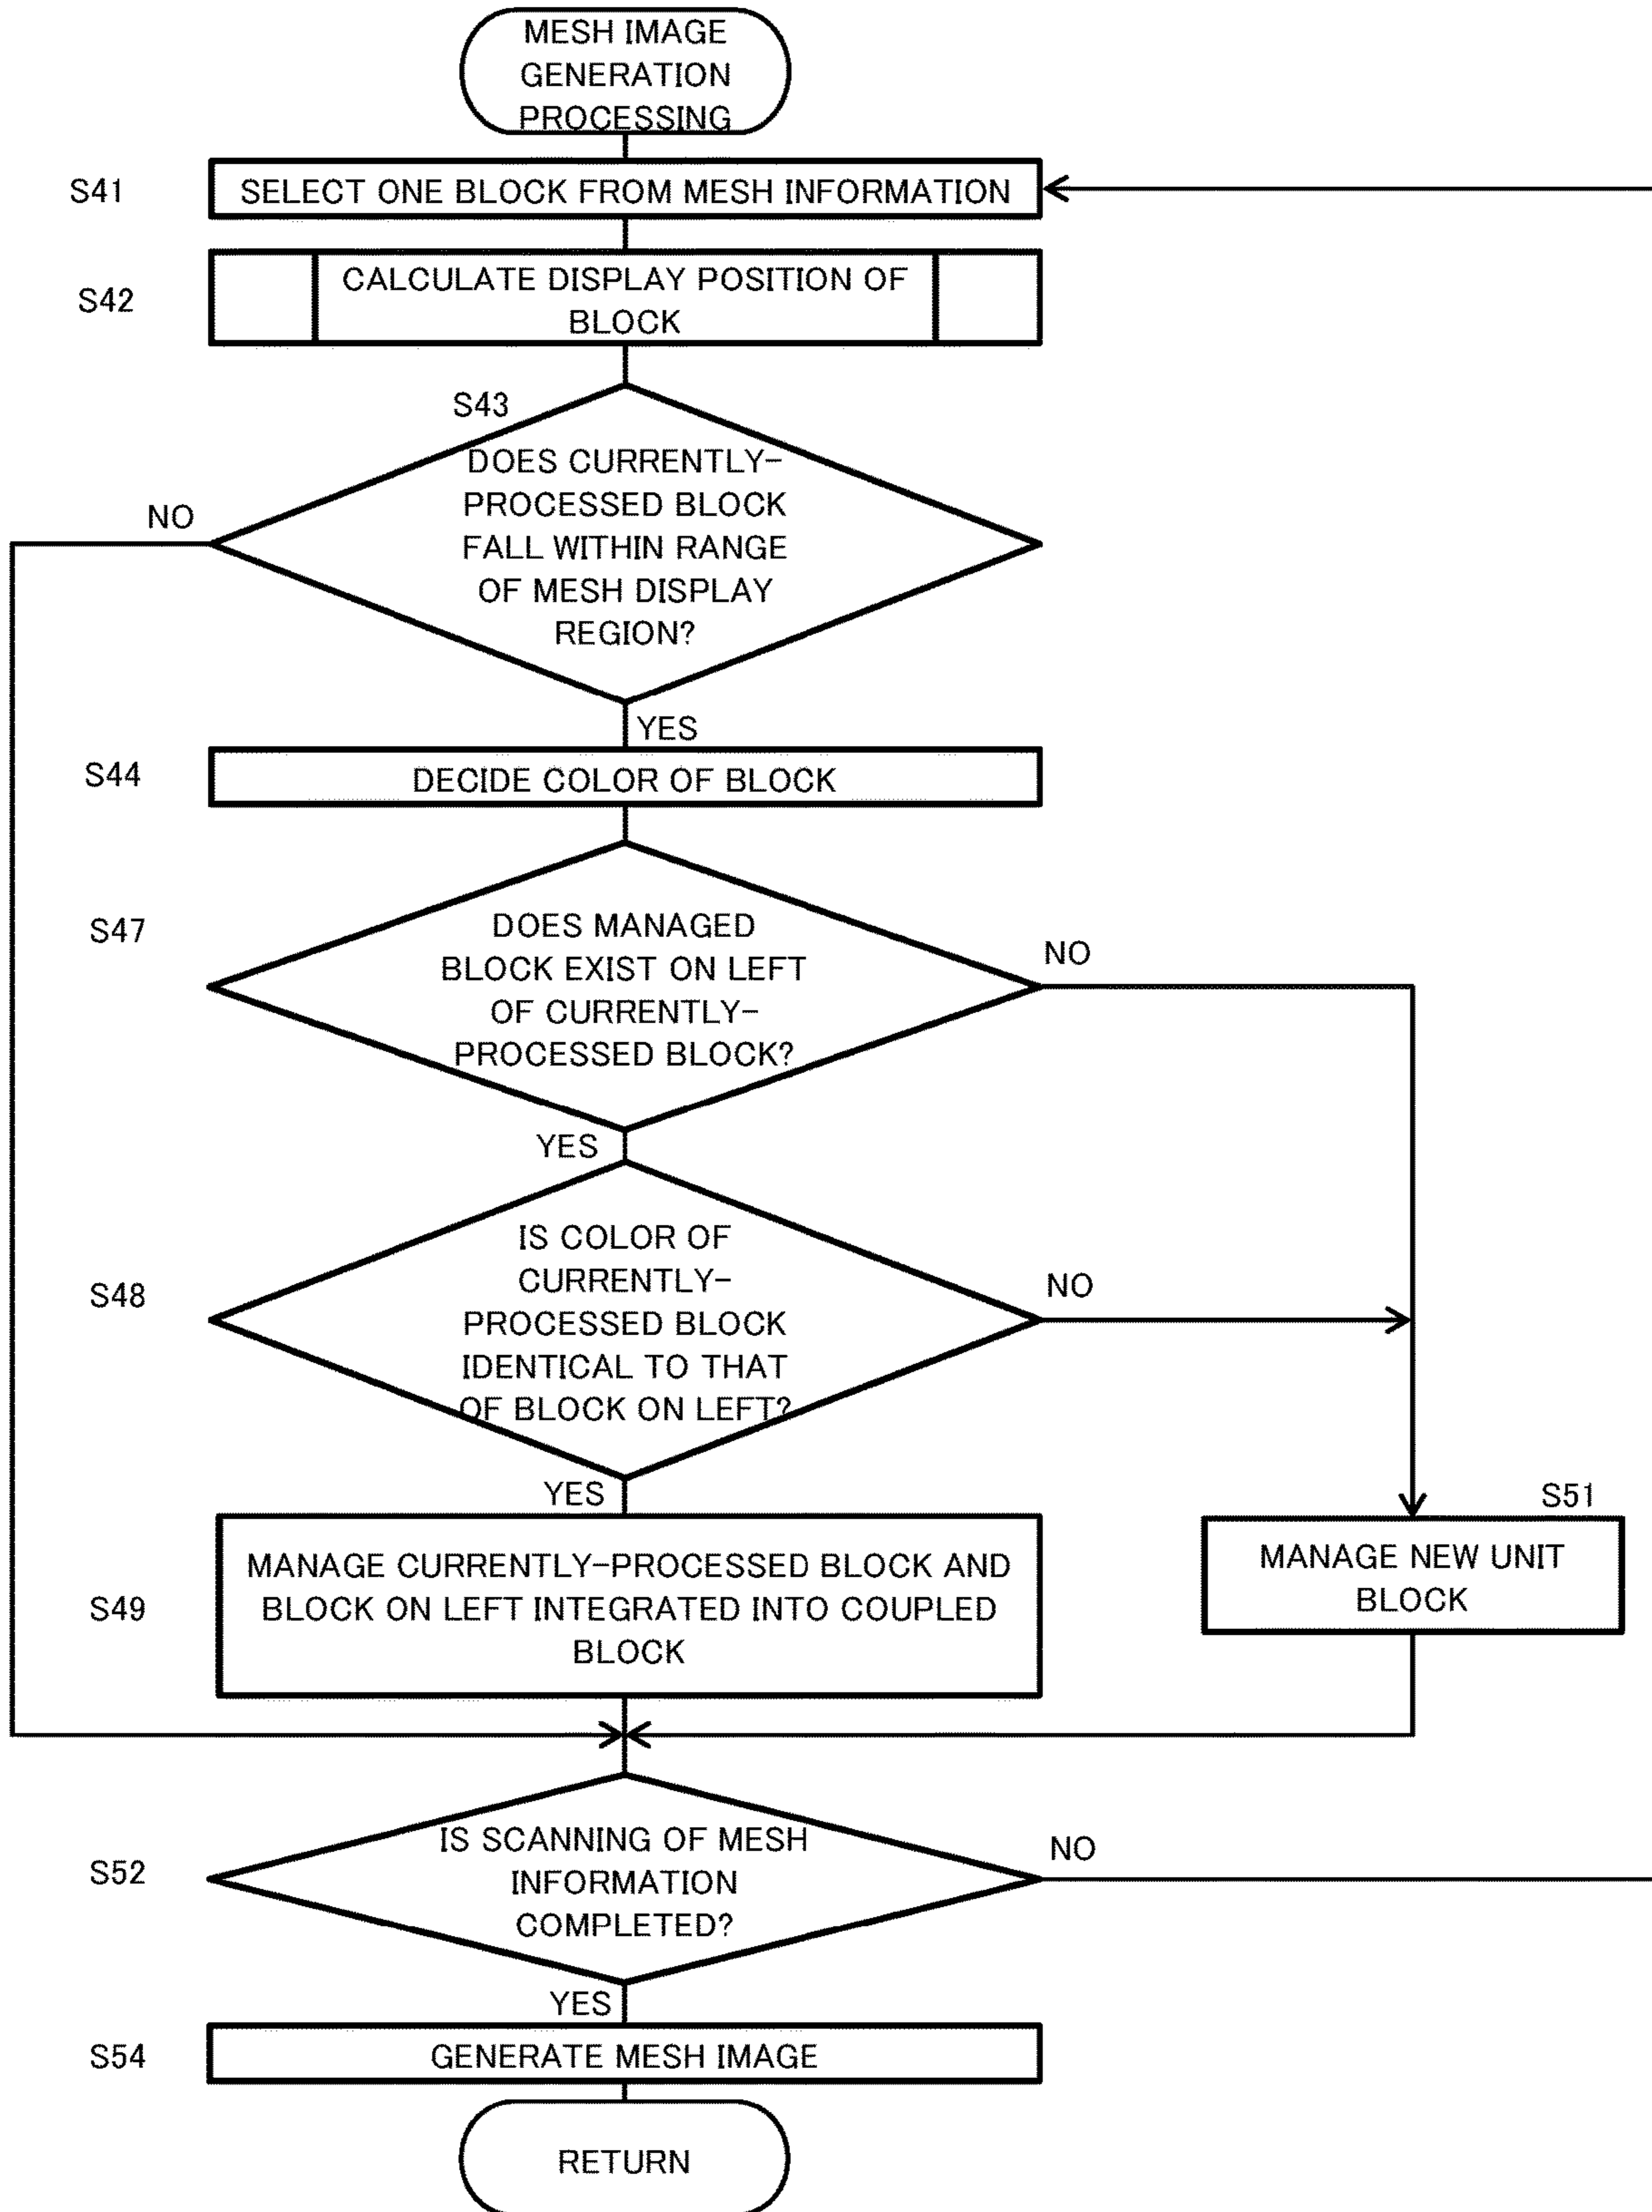 MESH IMAGE
GENERATION
PROCESSING
S41
SELECT ONE BLOCK FROM MESH INFORMATION
S42
CALCULATE DISPLAY POSITION OF
BLOCK
S43
DOES CURRENTLY-
PROCESSED BLOCK
FALL WITHIN RANGE
OF MESH DISPLAY
REGION?
NO
YES
S44
DECIDE COLOR OF BLOCK
S47
DOES MANAGED
BLOCK EXIST ON LEFT
OF CURRENTLY-
PROCESSED BLOCK?
NO
YES
S48
IS COLOR OF
CURRENTLY-
PROCESSED BLOCK
IDENTICAL TO THAT
OF BLOCK ON LEFT?
NO
YES
S49
MANAGE CURRENTLY-PROCESSED BLOCK AND
BLOCK ON LEFT INTEGRATED INTO COUPLED
BLOCK
S51
MANAGE NEW UNIT
BLOCK
S52
IS SCANNING OF MESH
INFORMATION
COMPLETED?
NO
YES
S54
GENERATE MESH IMAGE
RETURN